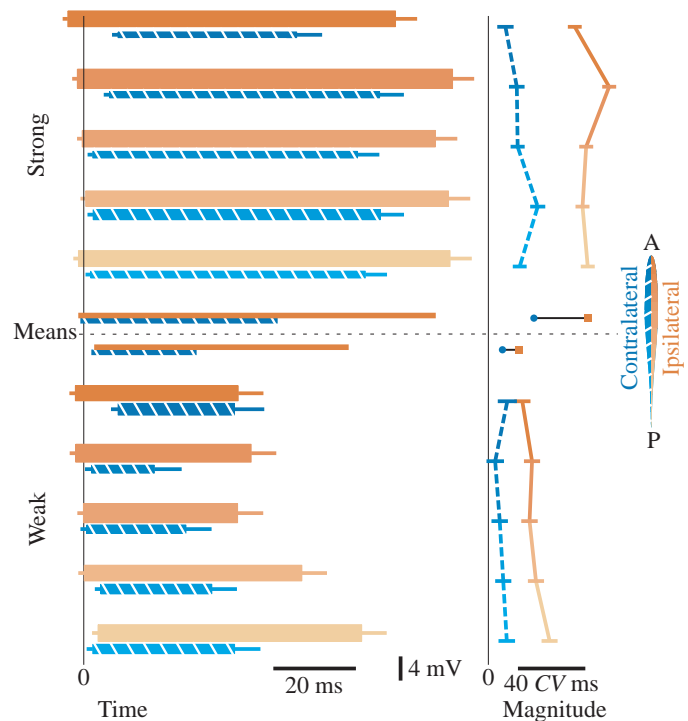 Strong
Means
Weak
A
Contralateral
Ipsilateral
P
0
20 ms
4 mV
Time
0
40 CV ms
Magnitude